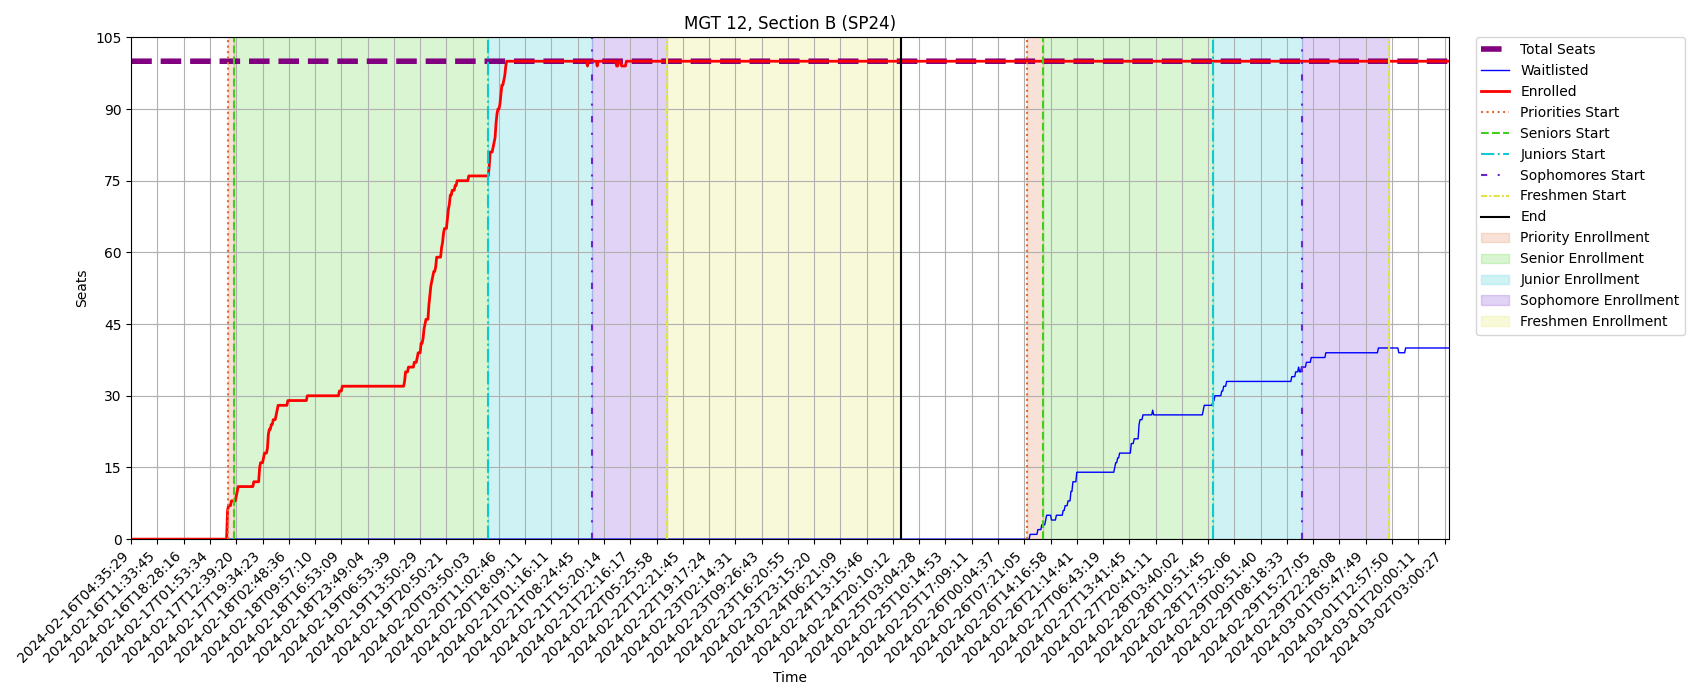 MGT 12, Section B (SP24)
105
90
75
60
45
30
15
0
Seats
2024-02-16T04:35:29
2024-02-16T11:33:45
2024-02-16T18:28:16
2024-02-17T01:53:34
2024-02-17T12:39:20
2024-02-17T19:34:23
2024-02-18T02:48:36
2024-02-18T09:57:10
2024-02-18T16:53:09
2024-02-18T23:49:04
2024-02-19T06:53:39
2024-02-19T13:50:29
2024-02-19T20:50:21
2024-02-20T03:50:03
2024-02-20T11:02:46
2024-02-20T18:09:11
2024-02-21T01:16:11
2024-02-21T08:24:45
2024-02-21T15:20:14
2024-02-21T22:16:17
2024-02-22T05:25:58
2024-02-22T12:21:45
2024-02-22T19:17:24
2024-02-23T02:14:31
2024-02-23T09:26:43
2024-02-23T16:20:55
2024-02-23T23:15:20
2024-02-24T06:21:09
2024-02-24T13:15:46
2024-02-24T20:10:12
2024-02-25T03:04:28
2024-02-25T10:14:53
2024-02-25T17:09:11
2024-02-26T00:04:37
2024-02-26T07:21:05
2024-02-26T14:16:58
2024-02-26T21:14:41
2024-02-27T06:43:19
2024-02-27T13:41:45
2024-02-27T20:41:11
2024-02-28T03:40:02
2024-02-28T10:51:45
2024-02-28T17:52:06
2024-02-29T00:51:40
2024-02-29T08:18:33
2024-02-29T15:27:05
2024-02-29T22:28:09
2024-03-01T05:47:49
2024-03-01T12:57:50
2024-03-01T20:00:11
2024-03-02T03:00:27
Time
Total Seats
Waitlisted
Enrolled
Priorities Start
Seniors Start
Juniors Start
Sophomores Start
Freshmen Start
End
Priority Enrollment
Senior Enrollment
Junior Enrollment
Sophomore Enrollment
Freshmen Enrollment